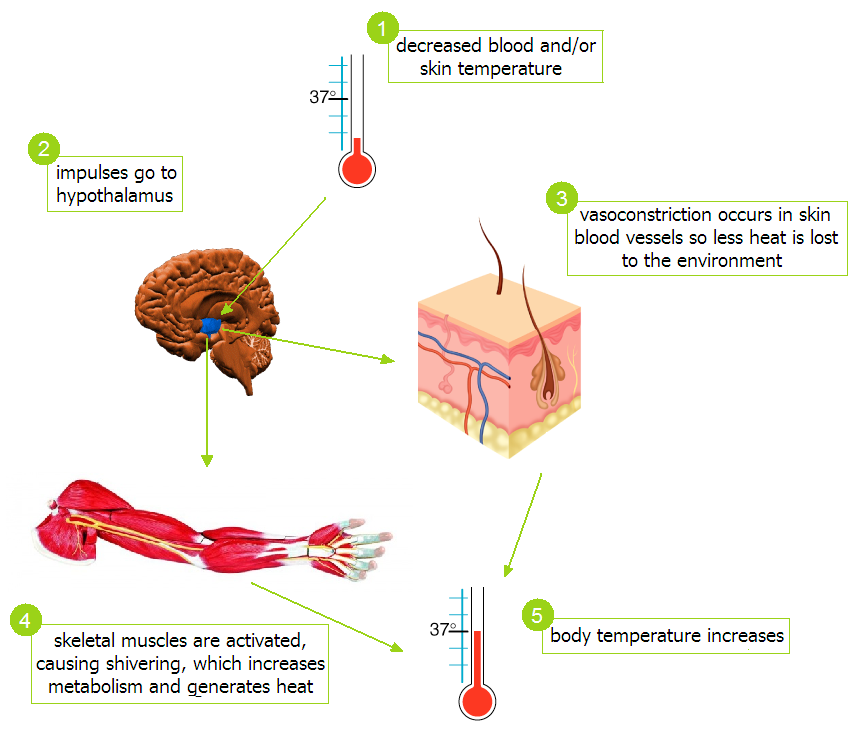 1
decreased blood and/or
skin temperature
37°
2
impulses go to
hypothalamus
3
vasoconstriction occurs in skin
blood vessels so less heat is lost
to the environment
4
skeletal muscles are activated,
causing shivering, which increases
metabolism and generates heat
37°
5
body temperature increases